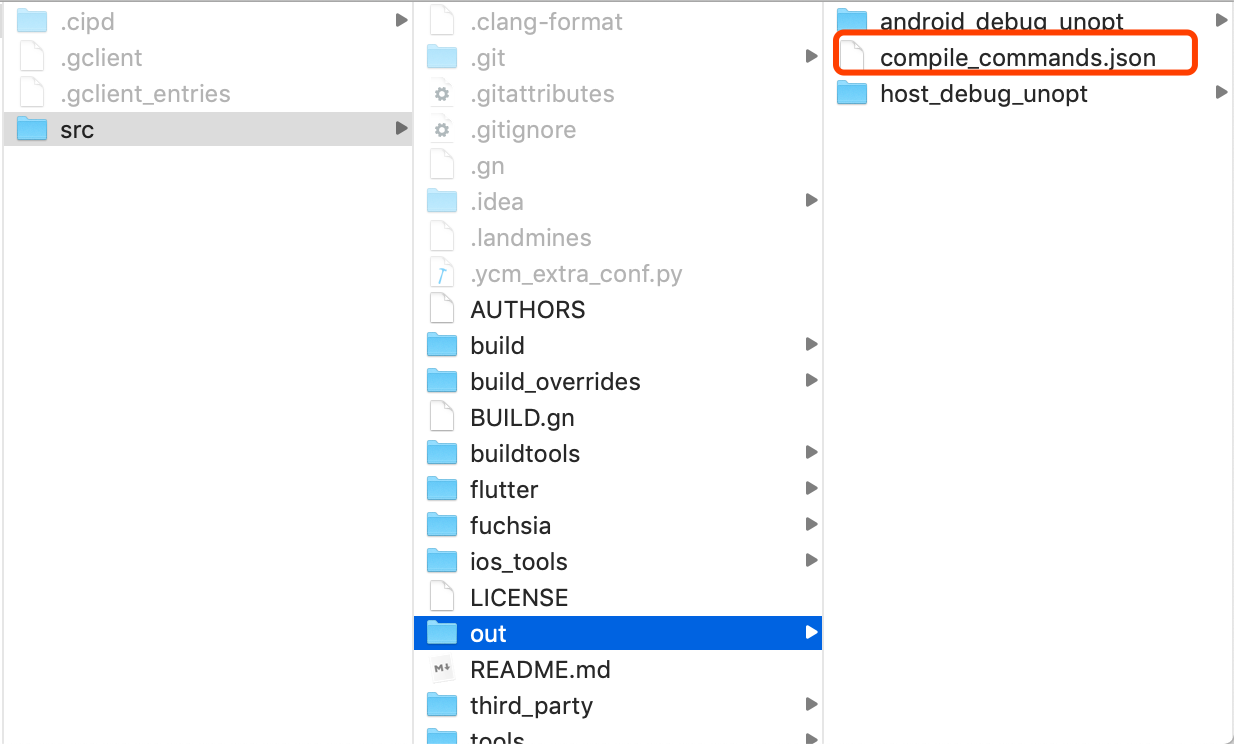 .cipd
.gclient
.gclient_entries
src
.clang-format
.git
.gitattributes
.gitignore
.gn
.idea
.landmines
.ycm_extra_conf.py
AUTHORS
build
build_overrides
BUILD.gn
buildtools
flutter
fuchsia
ios_tools
LICENSE
out
README.md
third_party
tools
android_debug_unopt
compile_commands.json
host_debug_unopt